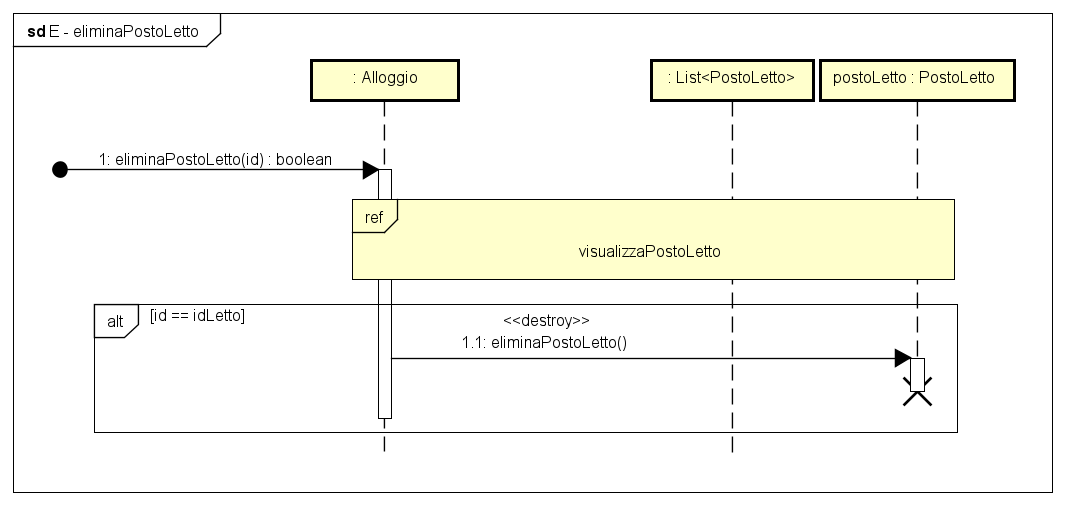 sd E - eliminaPostoLetto
: Alloggio
: List<PostoLetto>
postoLetto : PostoLetto
1: eliminaPostoLetto(id) : boolean
ref
visualizzaPostoLetto
alt
[id == idLetto]
<<destroy>>
1.1: eliminaPostoLetto()